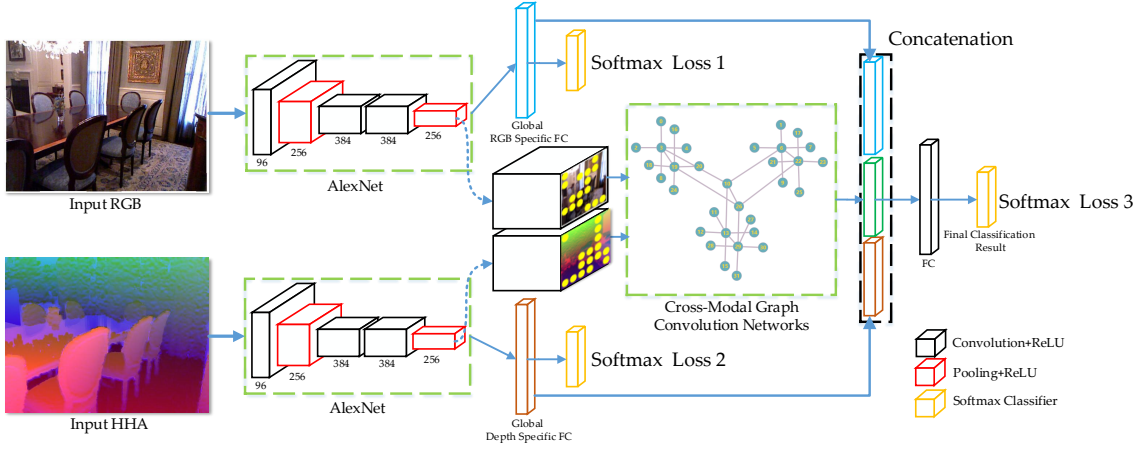 Input RGB
96
256
384
384
256
AlexNet
Global
RGB Specific FC
Softmax Loss 1
Concatenation
Cross-Modal Graph
Convolution Networks
FC
Final Classification
Result
Softmax Loss 3
Input HHA
96
256
384
384
256
AlexNet
Global
Depth Specific FC
Softmax Loss 2
Convolution+ReLU
Pooling+ReLU
Softmax Classifier